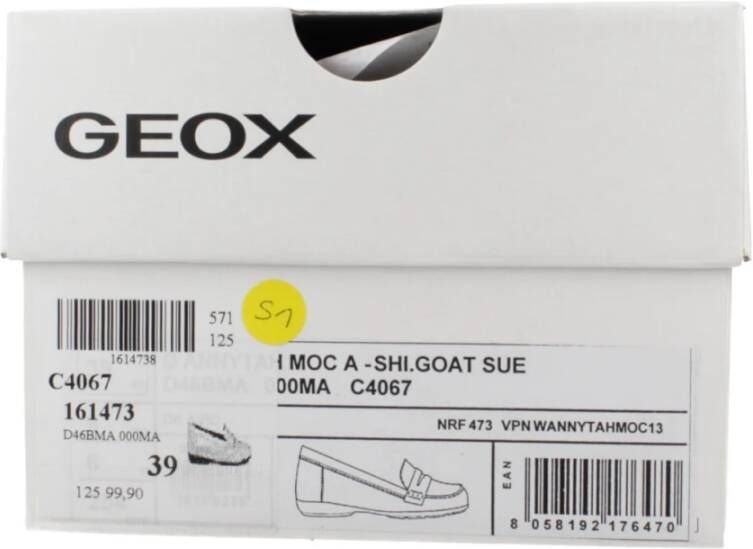 GEOX
571
S1
125
1614738
C4067
161473
D46BMA 000MA
39
125 99,90
H MOC A -SHI.GOAT SUE
00MA C4067
NRF 473 VPN WANNYTAHMOC13
EAN
8 058192 176470